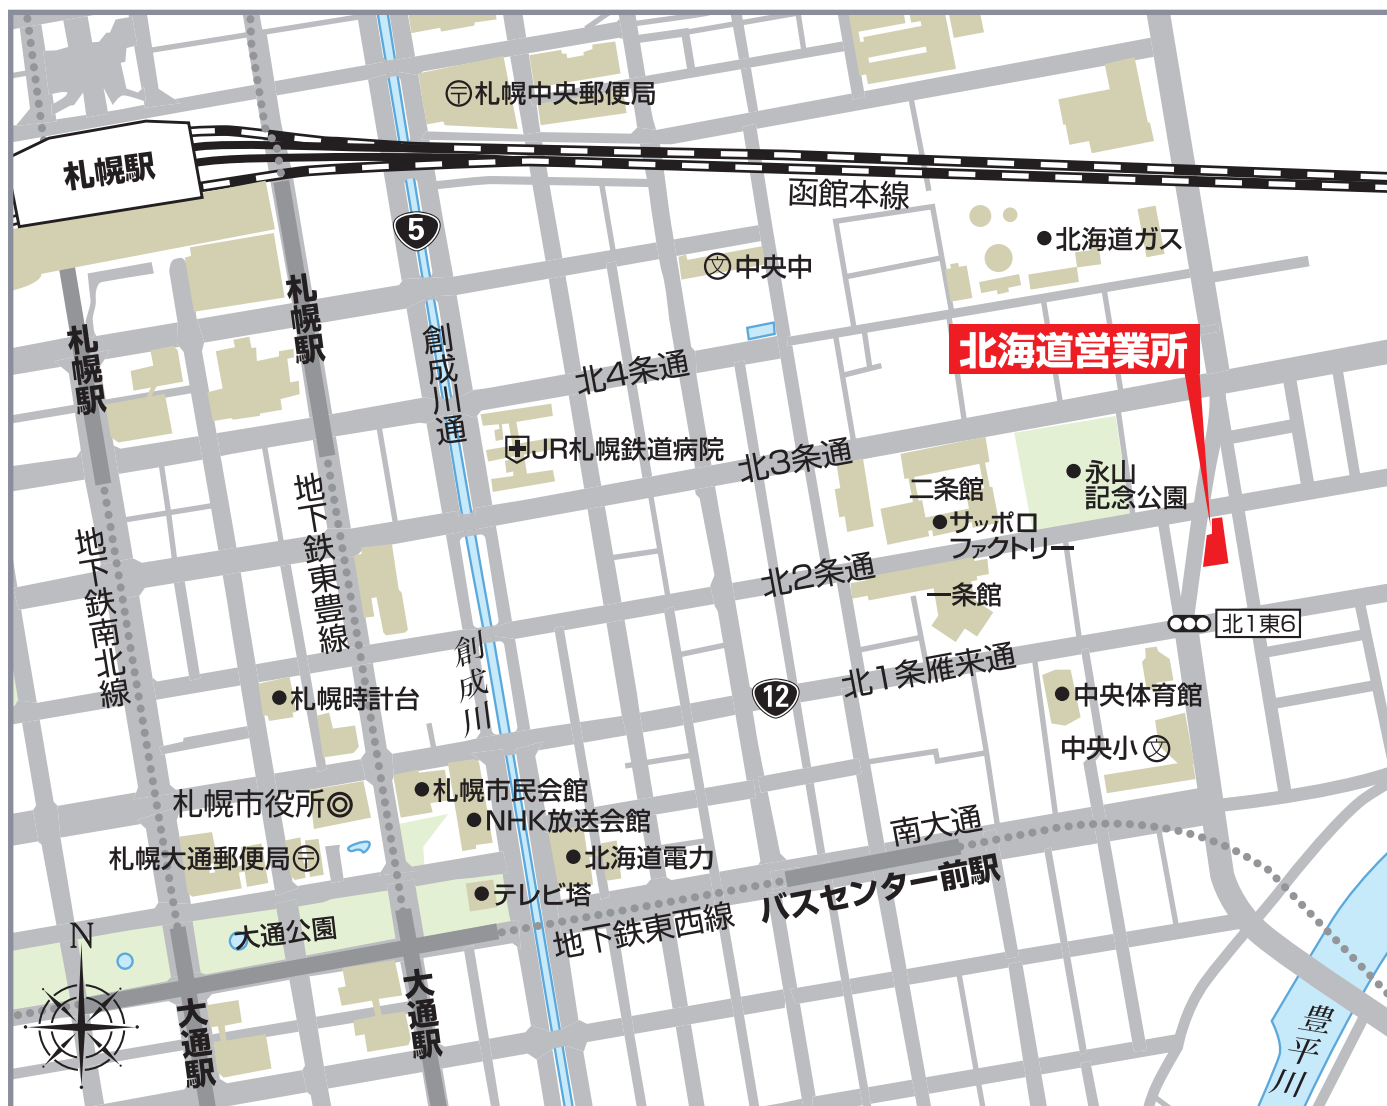 札幌中央郵便局
札幌駅
函館本線
5
北海道ガス
中央中
文
札幌駅
札幌駅
創成川通
北海道営業所
北4条通
JR札幌鉄道病院
北3条通
永山
記念公園
二条館
サッポロ
ファクトリー
地下鉄南北線
地下鉄東豊線
北2条通
一条館
北1東6
創成川
北1条雁来通
12
札幌時計台
中央体育館
中央小
文
札幌市役所
札幌市民会館
NHK放送会館
南大通
札幌大通郵便局
北海道電力
テレビ塔
バスセンター前駅
地下鉄東西線
大通公園
N
大通駅
大通駅
豊平川